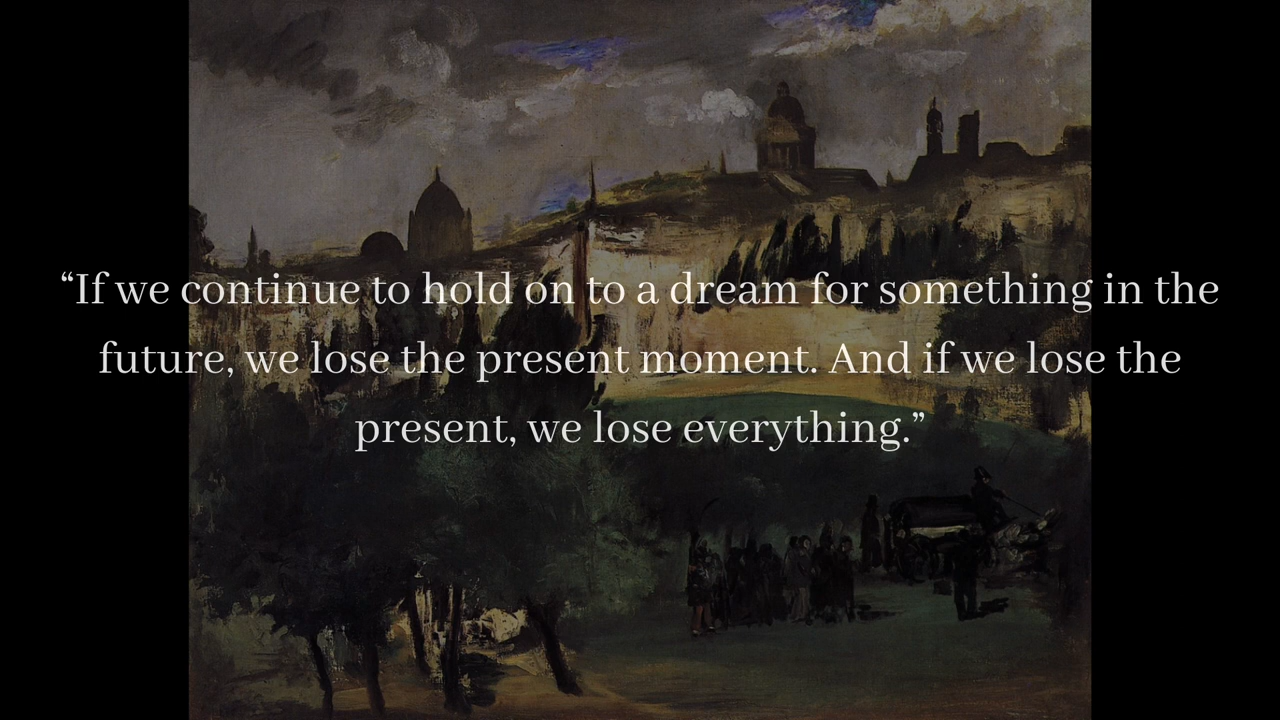 “If we continue to hold on to a dream for something in the
future, we lose the present moment. And if we lose the
present, we lose everything.”